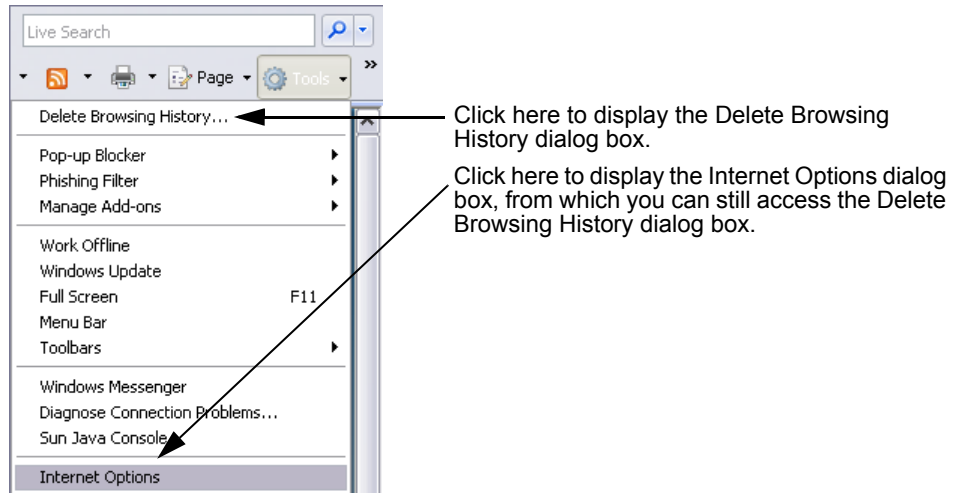 Live Search
Page
Tools
»
Delete Browsing History...
Click here to display the Delete Browsing
History dialog box.
Pop-up Blocker
Phishing Filter
Manage Add-ons
Click here to display the Internet Options dialog
box, from which you can still access the Delete
Browsing History dialog box.
Work Offline
Windows Update
Full Screen F11
Menu Bar
Toolbars
Windows Messenger
Diagnose Connection Problems...
Sun Java Console
Internet Options